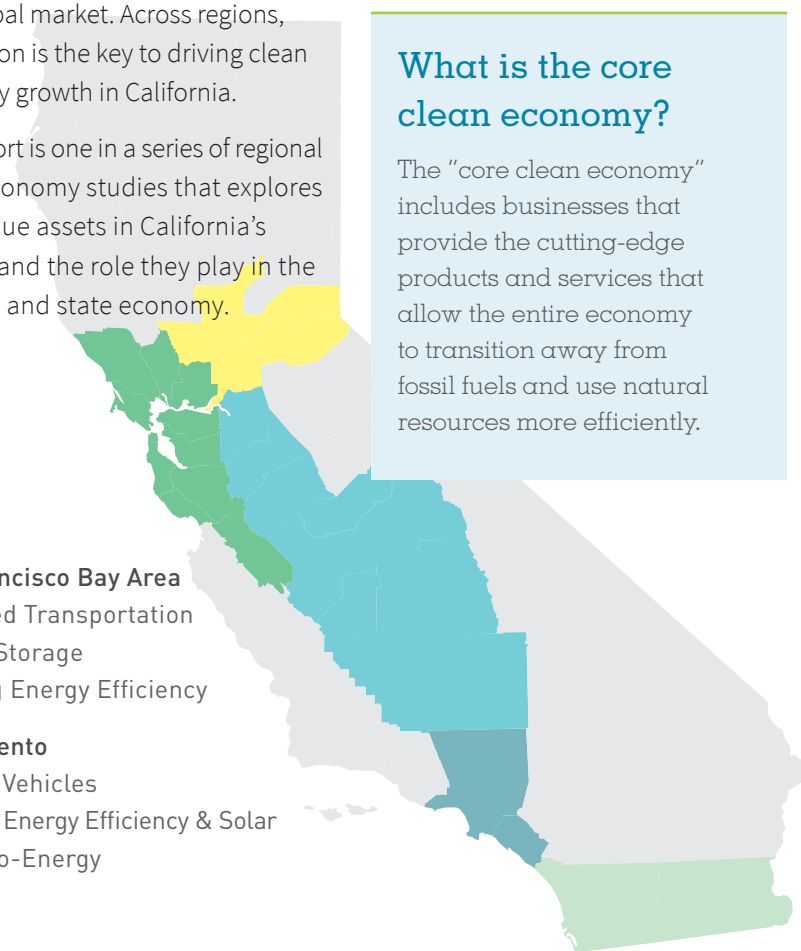 bal market. Across regions,
on is the key to driving clean
y growth in California.
ort is one in a series of regional
onomy studies that explores
ue assets in California's
and the role they play in the
and state economy.
What is the core
clean economy?
The "core clean economy"
includes businesses that
provide the cutting-edge
products and services that
allow the entire economy
to transition away from
fossil fuels and use natural
resources more efficiently.
ncisco Bay Area
ed Transportation
Storage
g Energy Efficiency
ento
Vehicles
Energy Efficiency & Solar
o-Energy